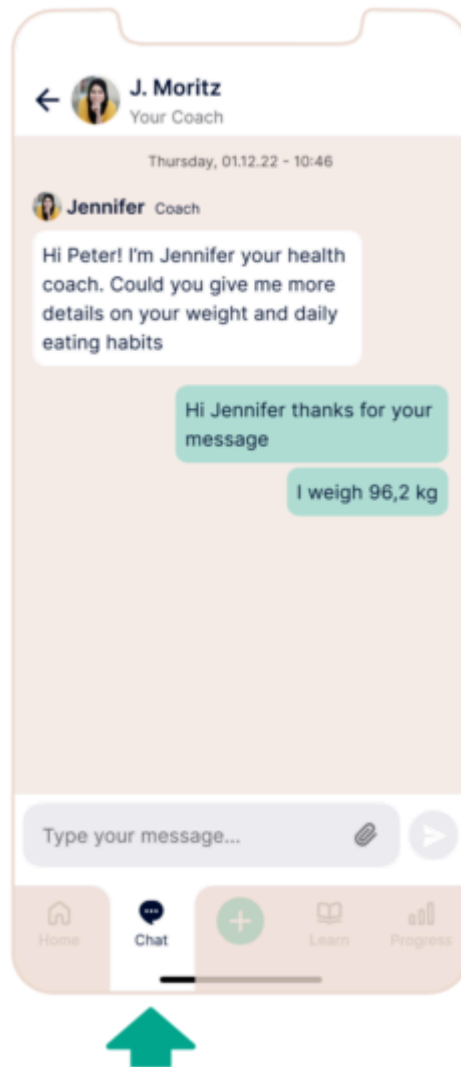 J. Moritz
Your Coach
Thursday, 01.12.22 - 10:46
Jennifer Coach
Hi Peter! I'm Jennifer your health
coach. Could you give me more
details on your weight and daily
eating habits
Hi Jennifer thanks for your
message
I weigh 96,2 kg
Type your message...
Home
Chat
Learn
Progress